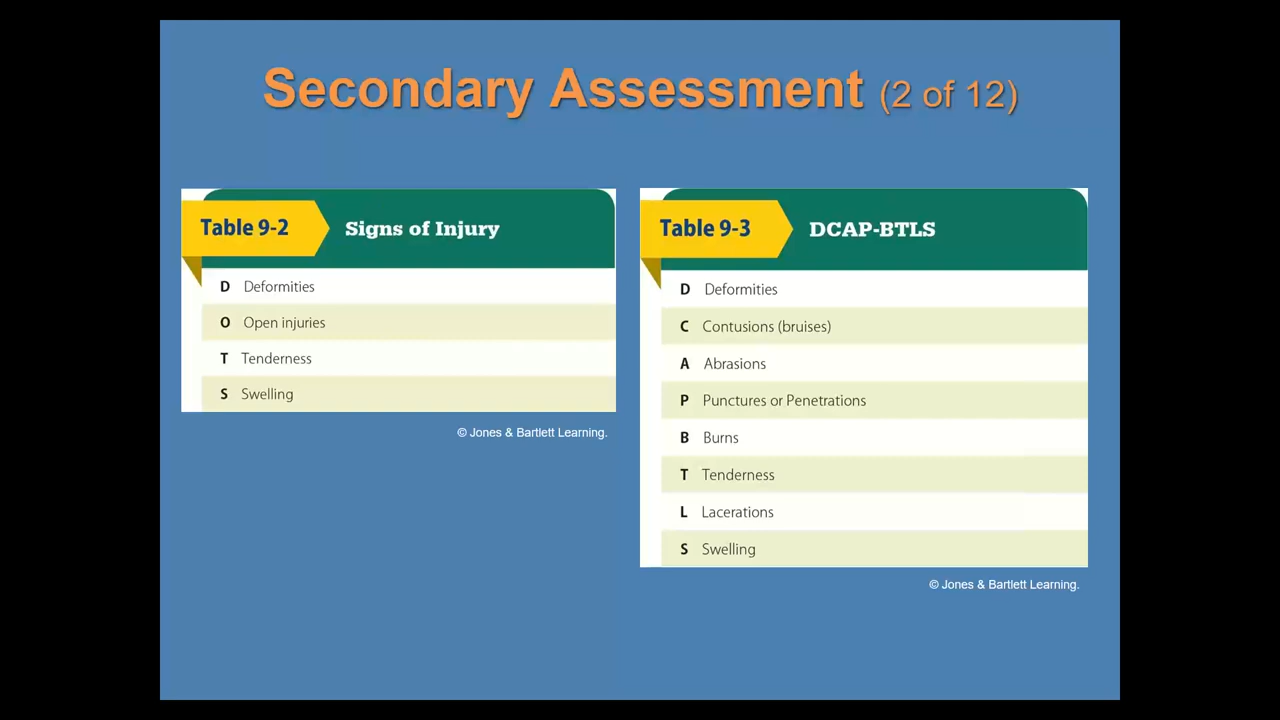 Secondary Assessment (2 of 12)
Table 9-2 Signs of Injury
D Deformities
O Open injuries
T Tenderness
S Swelling
© Jones & Bartlett Learning.
Table 9-3 DCAP-BTLS
D Deformities
C Contusions (bruises)
A Abrasions
P Punctures or Penetrations
B Burns
T Tenderness
L Lacerations
S Swelling
© Jones & Bartlett Learning.